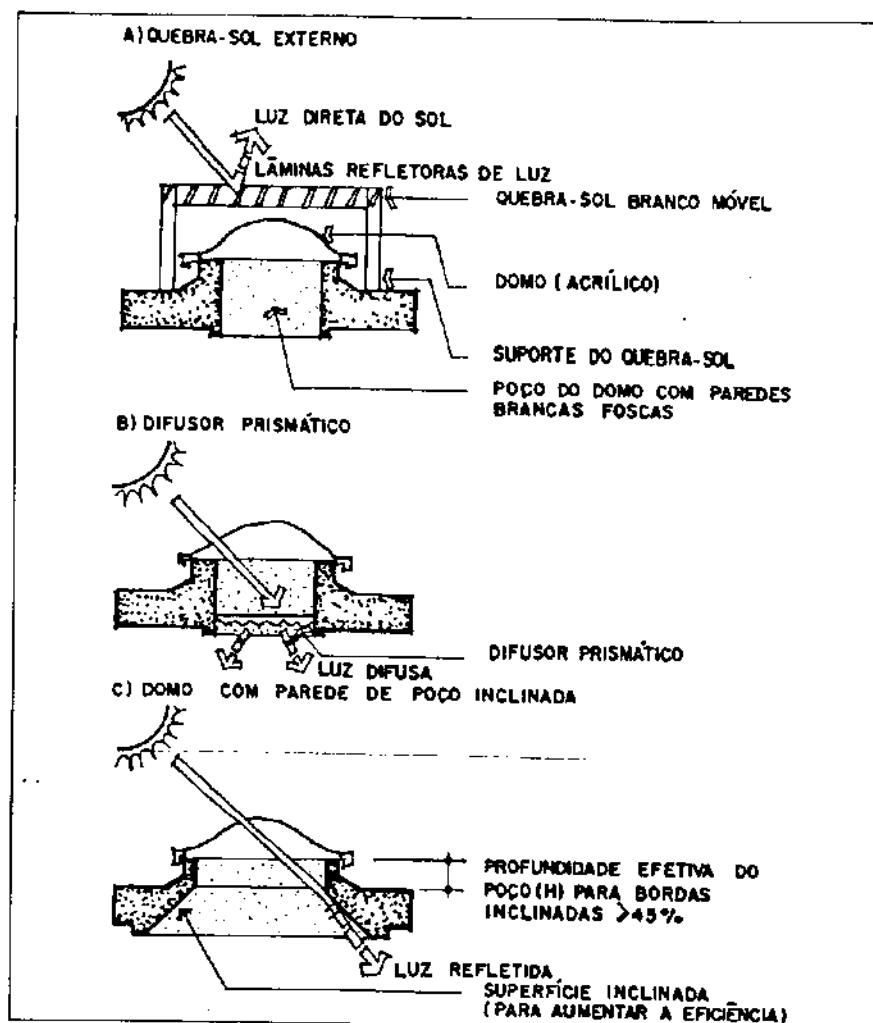 A) QUEBRA-SOL EXTERNO
LUZ DIRETA DO SOL
LÂMINAS REFLETORAS DE LUZ
QUEBRA-SOL BRANCO MÓVEL
DOMO (ACRÍLICO)
SUPORTE DO QUEBRA-SOL
POÇO DO DOMO COM PAREDES
BRANCAS FOSCAS
B) DIFUSOR PRISMÁTICO
DIFUSOR PRISMÁTICO
LUZ DIFUSA
C) DOMO COM PAREDE DE POÇO INCLINADA
PROFUNDIDADE EFETIVA DO
POÇO (H) PARA BORDAS
INCLINADAS >45%
LUZ REFLETIDA
SUPERFÍCIE INCLINADA
(PARA AUMENTAR A EFICIÊNCIA)